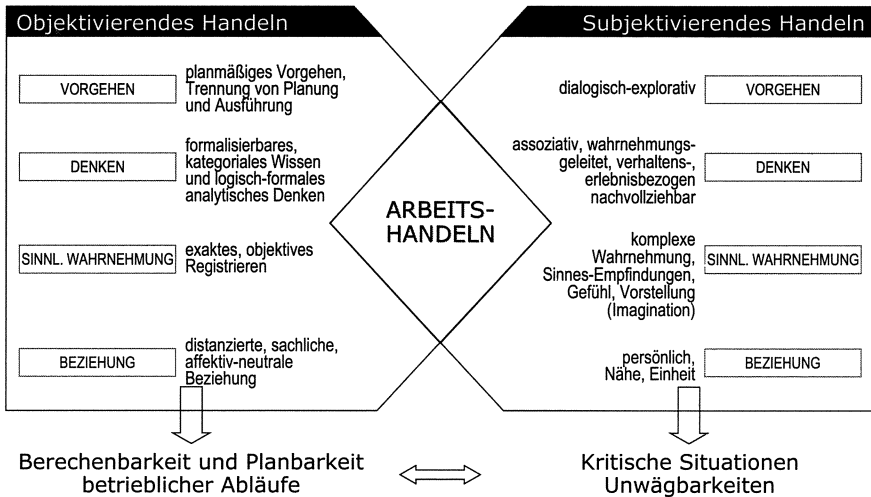 Objektivierendes Handeln
VORGEHEN
planmäßiges Vorgehen,
Trennung von Planung
und Ausführung
DENKEN
formalisierbares,
kategoriales Wissen
und logisch-formales
analytisches Denken
SINNL. WAHRNEHMUNG
exaktes, objektives
Registrieren
BEZIEHUNG
distanzierte, sachliche,
affektiv-neutrale
Beziehung
Berechenbarkeit und Planbarkeit
betrieblicher Abläufe
ARBEITS-
HANDELN
Subjektivierendes Handeln
dialogisch-explorativ
VORGEHEN
assoziativ, wahrnehmungs-
geleitet, verhaltens-,
erlebnisbezogen
nachvollziehbar
DENKEN
komplexe
Wahrnehmung,
Sinnes-Empfindungen,
Gefühl, Vorstellung
(Imagination)
SINNL. WAHRNEHMUNG
persönlich,
Nähe, Einheit
BEZIEHUNG
Kritische Situationen
Unwägbarkeiten